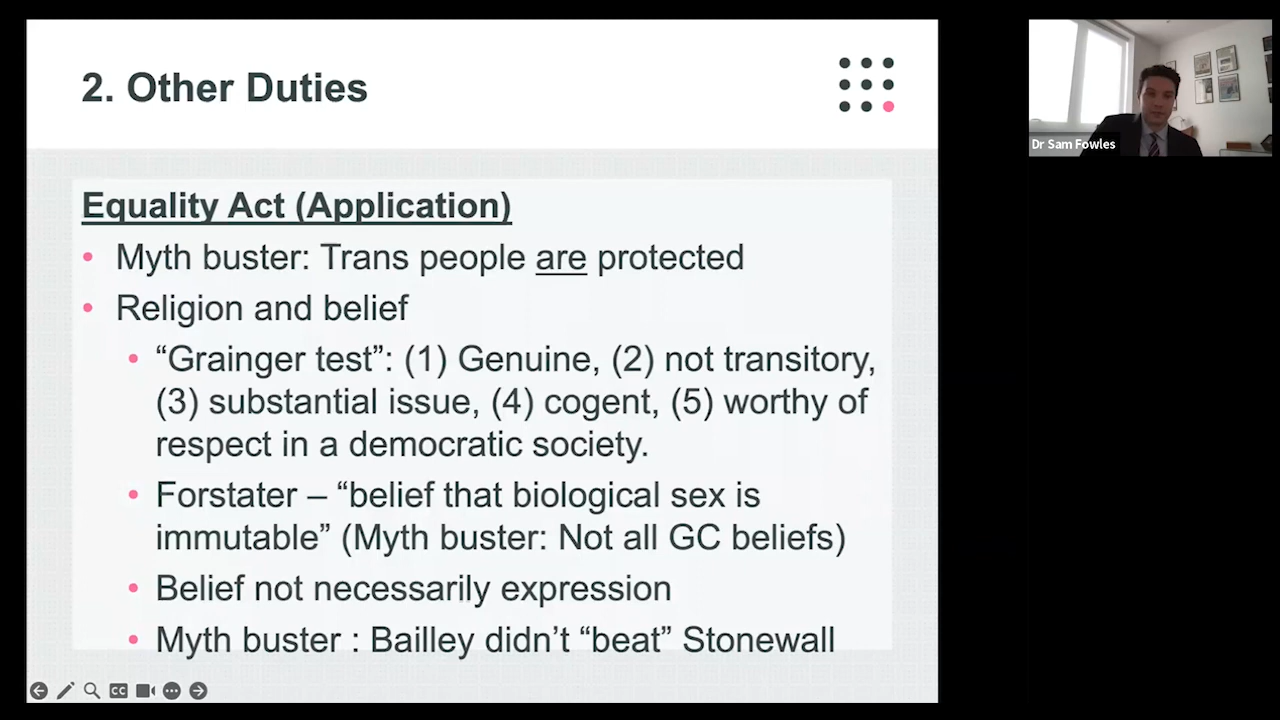 2. Other Duties
Dr Sam Fowles
Equality Act (Application)
• Myth buster: Trans people are protected
• Religion and belief
• “Grainger test”: (1) Genuine, (2) not transitory,
(3) substantial issue, (4) cogent, (5) worthy of
respect in a democratic society.
• Forstater – “belief that biological sex is
immutable” (Myth buster: Not all GC beliefs)
• Belief not necessarily expression
• Myth buster : Bailley didn’t “beat” Stonewall
CC